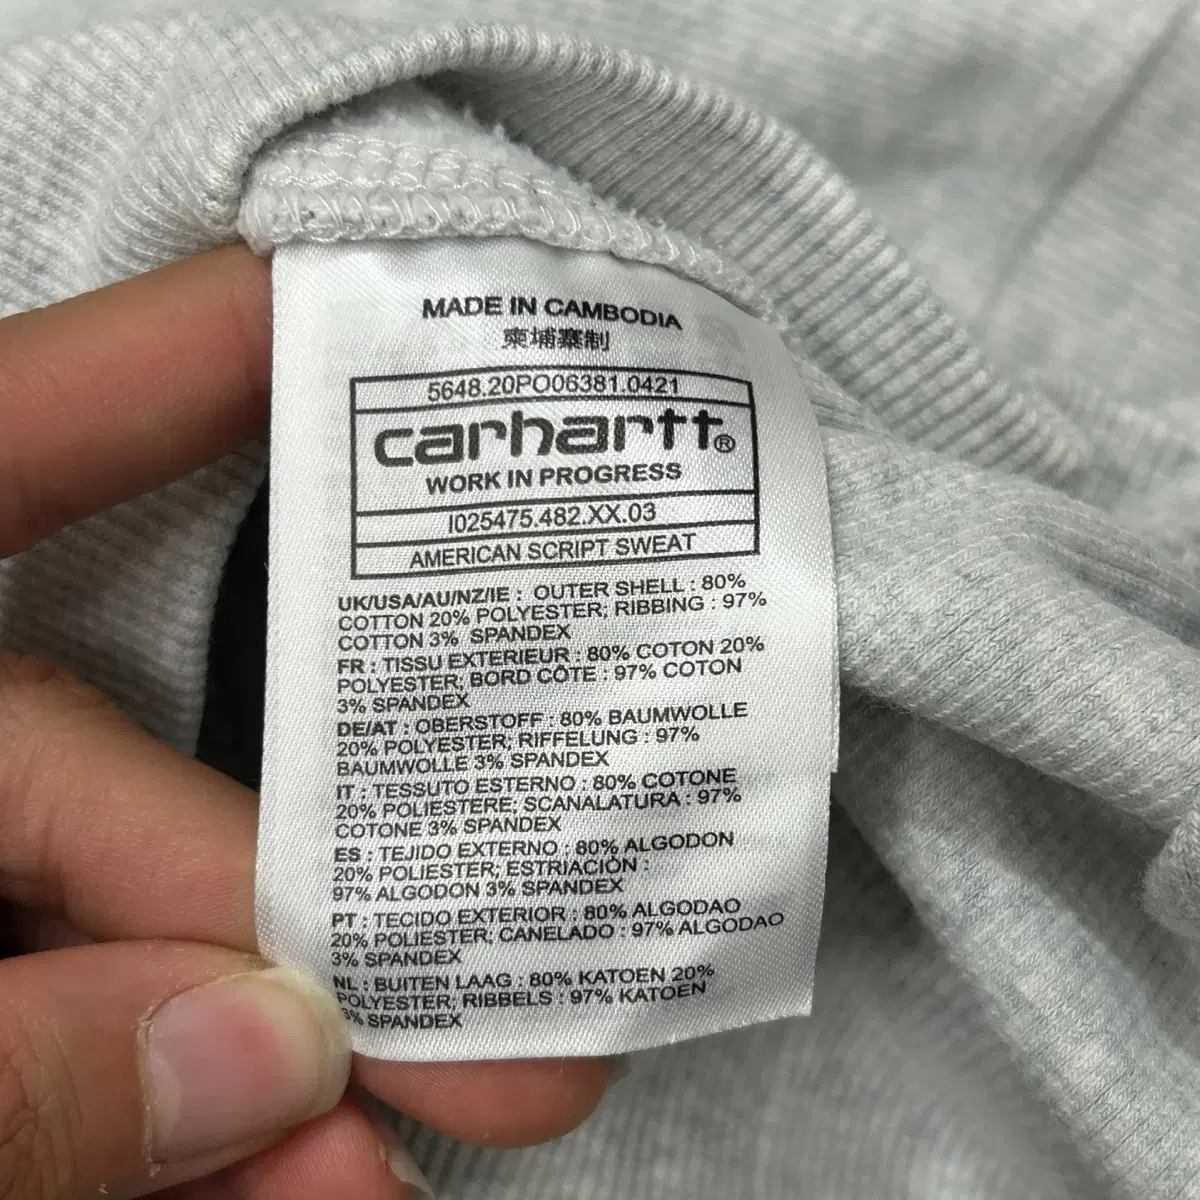 MADE IN CAMBODIA
柬埔寨制
5648.20PO06381.0421
carhartt®
WORK IN PROGRESS
I025475.482.XX.03
AMERICAN SCRIPT SWEAT
UK/USA/AU/NZ/IE : OUTER SHELL : 80%
COTTON 20% POLYESTER; RIBBING : 97%
COTTON 3% SPANDEX
FR : TISSU EXTERIEUR : 80% COTON 20%
POLYESTER; BORD CÔTE : 97% COTON
3% SPANDEX
DE/AT : OBERSTOFF : 80% BAUMWOLLE
20% POLYESTER; RIFFELUNG : 97%
BAUMWOLLE 3% SPANDEX
IT : TESSUTO ESTERNO : 80% COTONE
20% POLIESTERE; SCANALATURA : 97%
COTONE 3% SPANDEX
ES : TEJIDO EXTERNO : 80% ALGODON
20% POLIESTER; ESTRIACIÓN :
97% ALGODON 3% SPANDEX
PT : TECIDO EXTERIOR : 80% ALGODAO
20% POLIESTER; CANELADO : 97% ALGODAO
3% SPANDEX
NL : BUITEN LAAG : 80% KATOEN 20%
POLYESTER; RIBBELS : 97% KATOEN
3% SPANDEX